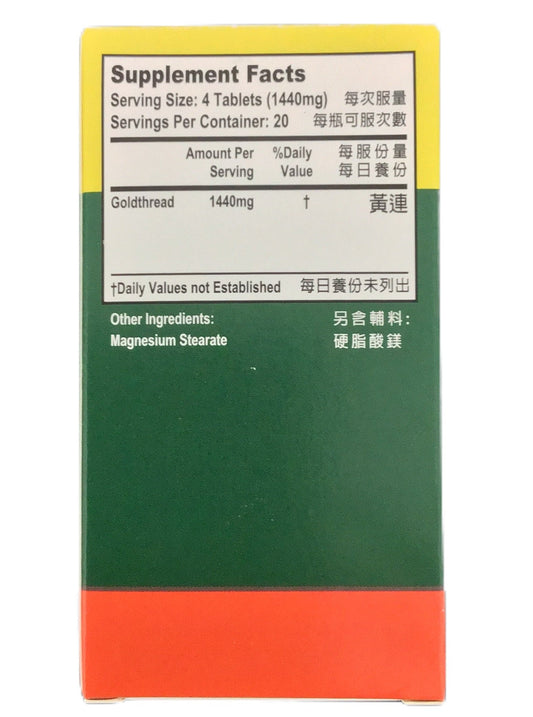 Supplement Facts
Serving Size: 4 Tablets (1440mg) 每次服量
Servings Per Container: 20 每瓶可服次數
Amount Per %Daily 每服份量
Serving Value 每日養份
Goldthread 1440mg † 黃連
†Daily Values not Established 每日養份未列出
Other Ingredients: 另含輔料:
Magnesium Stearate 硬脂酸鎂